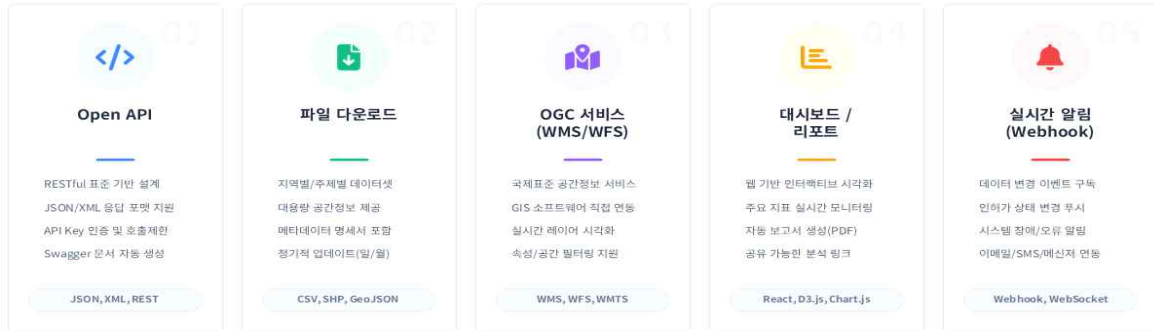 01
Open API
RESTful 표준 기반 설계
JSON/XML 응답 포맷 지원
API Key 인증 및 호출제한
Swagger 문서 자동 생성
JSON, XML, REST
02
파일 다운로드
지역별/주제별 데이터셋
대용량 공간정보 제공
메타데이터 명세서 포함
정기적 업데이트(일/월)
CSV, SHP, GeoJSON
03
OGC 서비스
(WMS/WFS)
국제표준 공간정보 서비스
GIS 소프트웨어 직접 연동
실시간 레이어 시각화
속성/공간 필터링 지원
WMS, WFS, WMTS
04
대시보드 /
리포트
웹 기반 인터랙티브 시각화
주요 지표 실시간 모니터링
자동 보고서 생성(PDF)
공유 가능한 분석 링크
React, D3.js, Chart.js
05
실시간 알림
(Webhook)
데이터 변경 이벤트 구독
인허가 상태 변경 푸시
시스템 장애/오류 알림
이메일/SMS/메신저 연동
Webhook, WebSocket